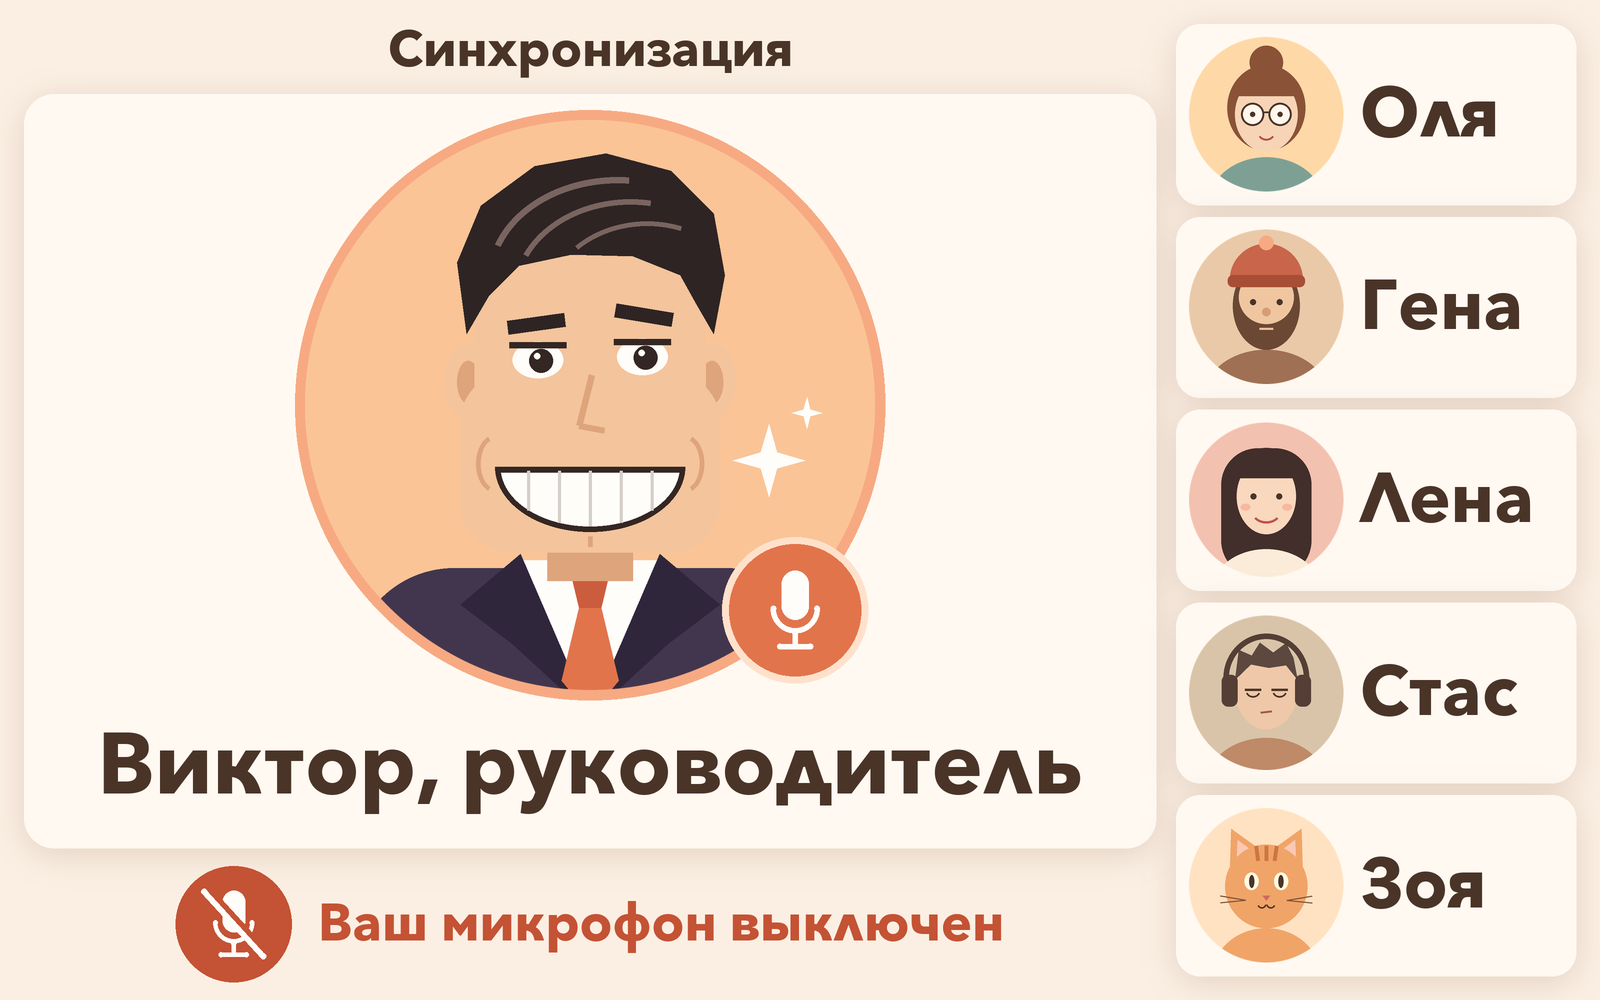 Синхронизация
Виктор, руководитель
Ваш микрофон выключен
Оля
Гена
Лена
Стас
Зоя